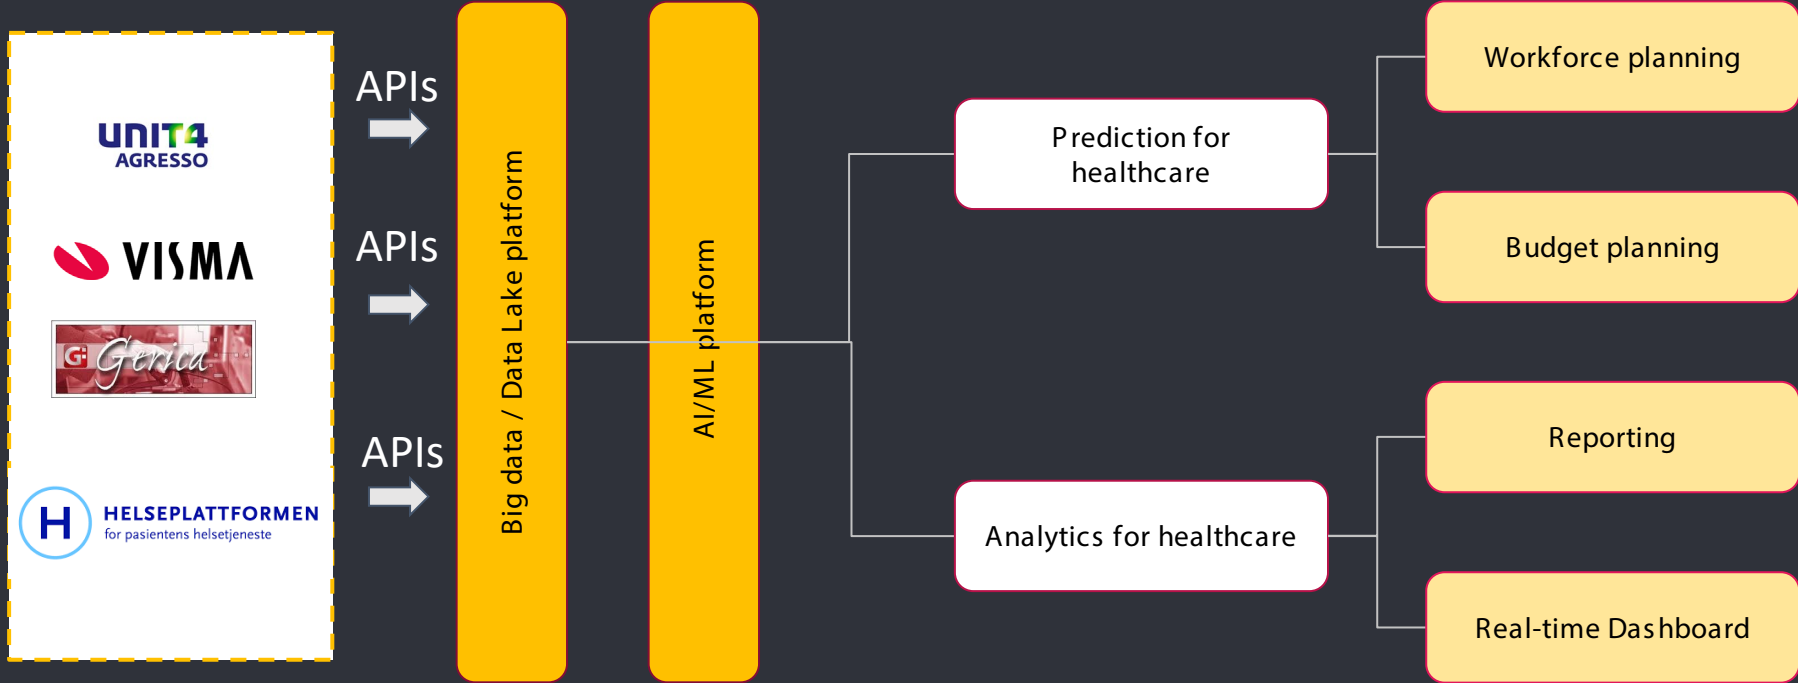 UNIT4
AGRESSO
VISMA
G Gerica
H
HELSEPLATTFORMEN
for pasientens helsetjeneste
APIs
APIs
APIs
Big data / Data Lake platform
AI/ML platform
Prediction for
healthcare
Analytics for healthcare
Workforce planning
Budget planning
Reporting
Real-time Dashboard